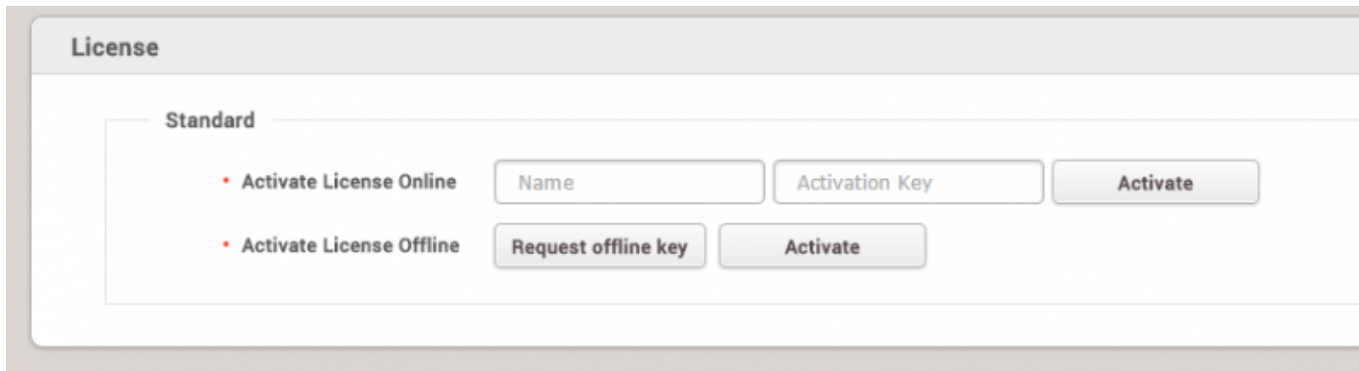 License
Standard
• Activate License Online Name Activation Key Activate
• Activate License Offline Request offline key Activate